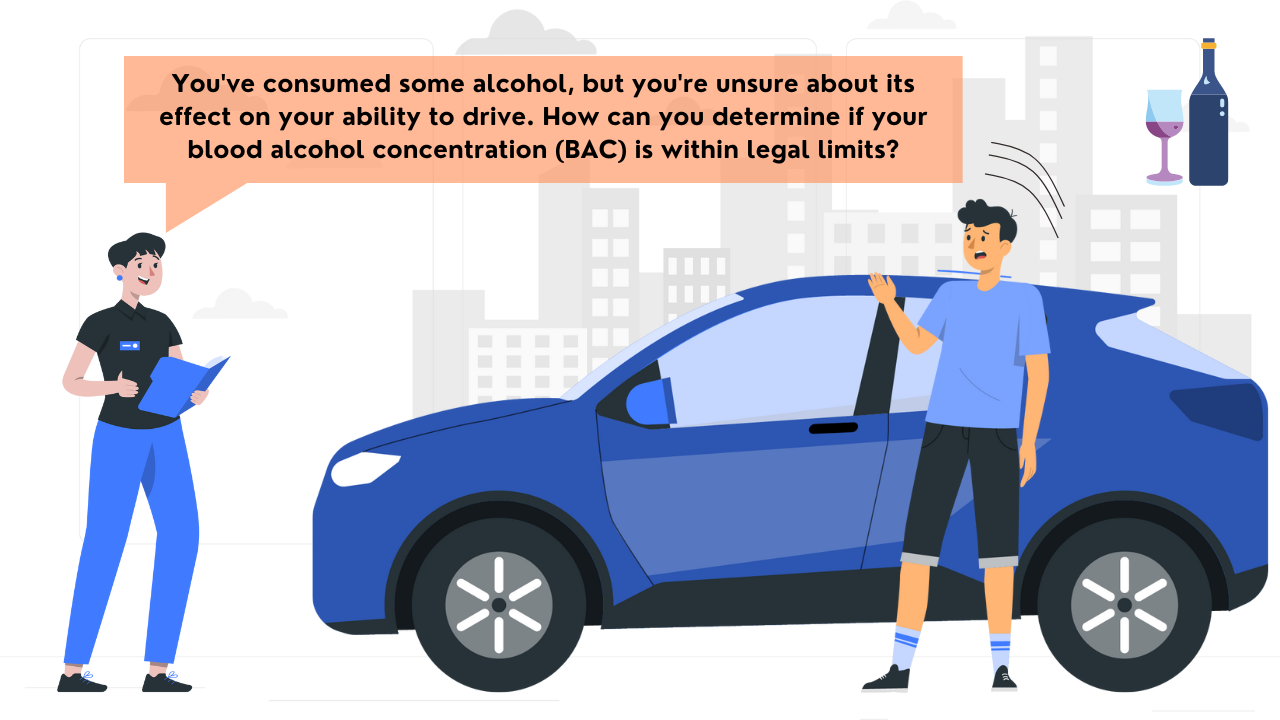 You've consumed some alcohol, but you're unsure about its
effect on your ability to drive. How can you determine if your
blood alcohol concentration (BAC) is within legal limits?